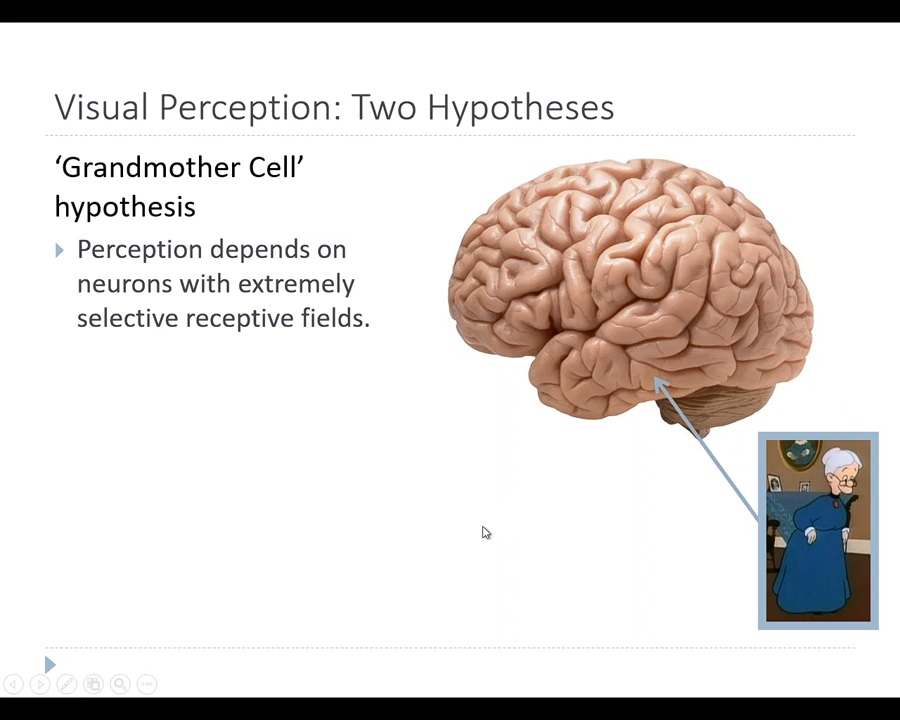 Visual Perception: Two Hypotheses
‘Grandmother Cell’
hypothesis
Perception depends on
neurons with extremely
selective receptive fields.